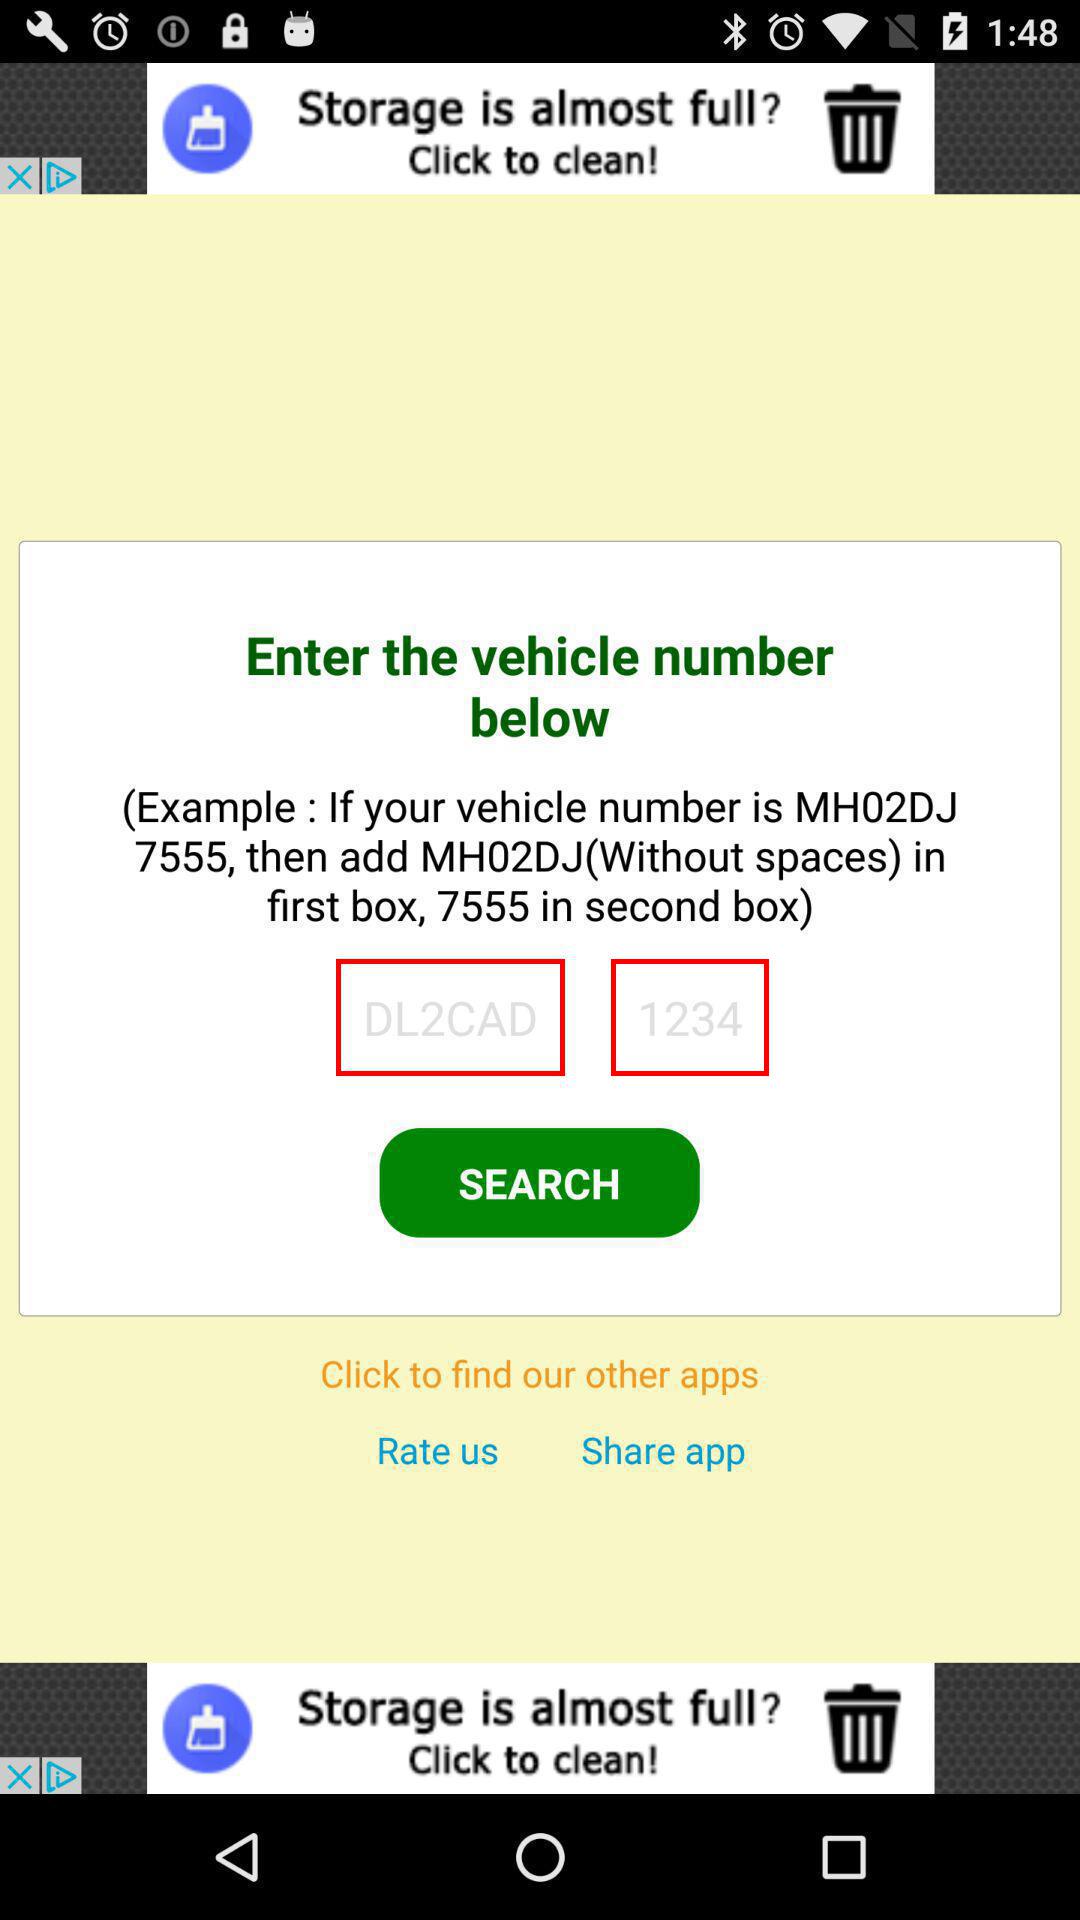 1:48
Storage is almost full?
Click to clean!
Enter the vehicle number
below
(Example : If your vehicle number is MH02DJ
7555, then add MH02DJ(Without spaces) in
first box, 7555 in second box)
DL2CAD 1234
SEARCH
Click to find our other apps
Rate us Share app
Storage is almost full?
Click to clean!